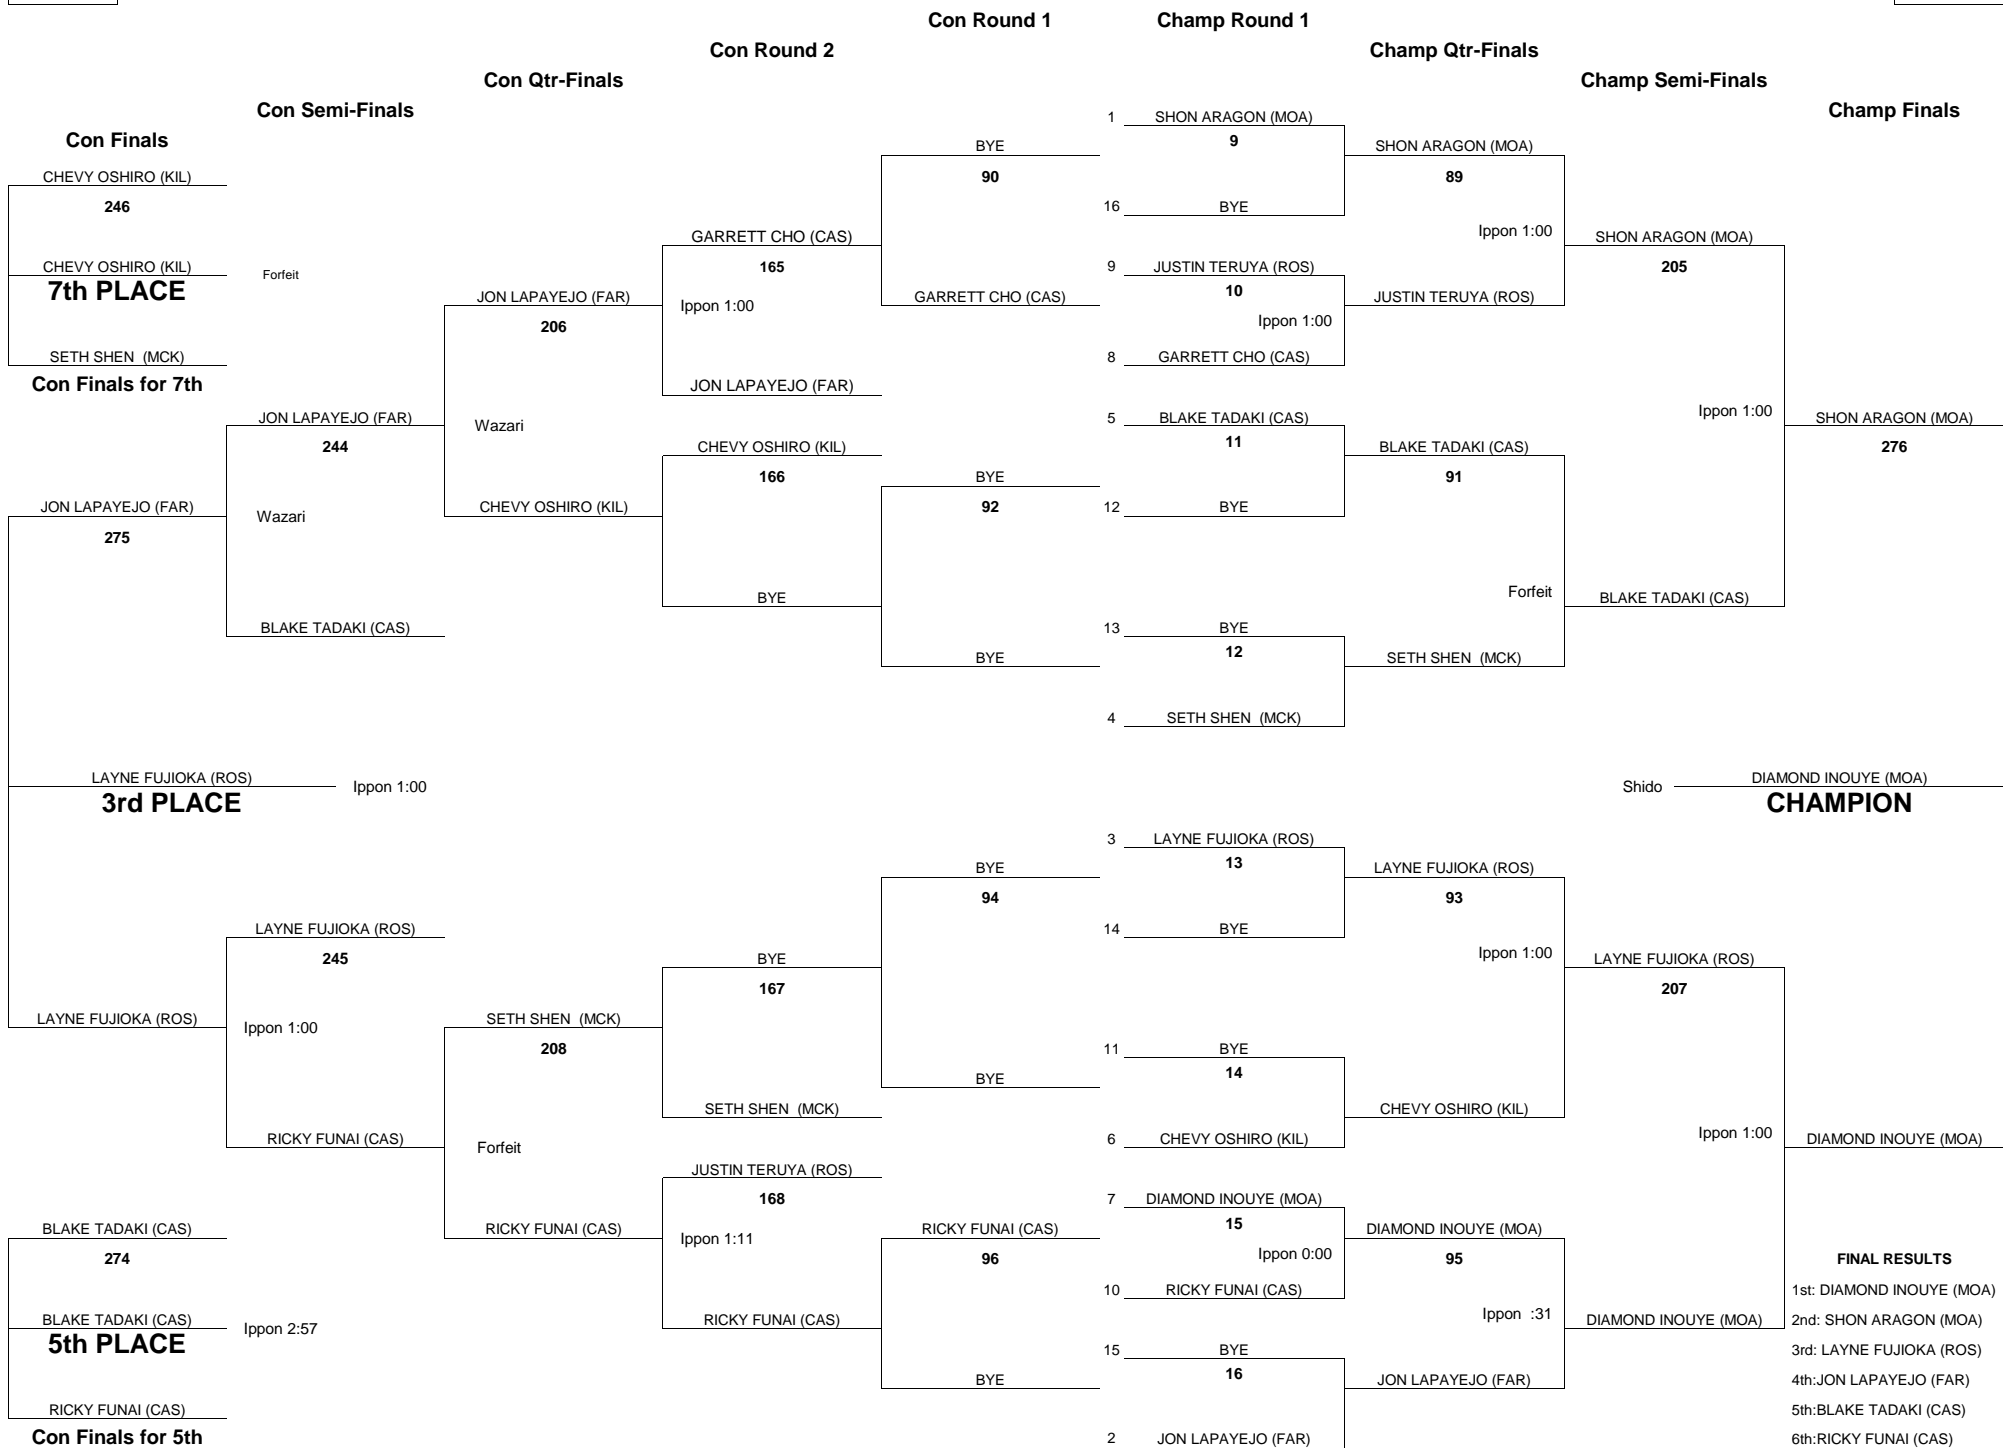 Con Round 1 Champ Round 1
Con Round 2 Champ Qtr-Finals
Con Qtr-Finals Champ Semi-Finals
Con Semi-Finals Champ Finals
Con Finals
CHEVY OSHIRO (KIL)
246
CHEVY OSHIRO (KIL)
Forfeit
7th PLACE
SETH SHEN (MCK)
Con Finals for 7th
JON LAPAYEJO (FAR)
275
LAYNE FUJIOKA (ROS)
Ippon 1:00
3rd PLACE
LAYNE FUJIOKA (ROS)
BLAKE TADAKI (CAS)
274
BLAKE TADAKI (CAS)
Ippon 2:57
5th PLACE
RICKY FUNAI (CAS)
Con Finals for 5th
JON LAPAYEJO (FAR)
244
Wazari
BLAKE TADAKI (CAS)
LAYNE FUJIOKA (ROS)
245
Ippon 1:00
RICKY FUNAI (CAS)
JON LAPAYEJO (FAR)
206
Wazari
CHEVY OSHIRO (KIL)
SETH SHEN (MCK)
208
Forfeit
RICKY FUNAI (CAS)
GARRETT CHO (CAS)
165
Ippon 1:00
JON LAPAYEJO (FAR)
CHEVY OSHIRO (KIL)
166
BYE
BYE
167
SETH SHEN (MCK)
JUSTIN TERUYA (ROS)
168
Ippon 1:11
RICKY FUNAI (CAS)
BYE
90
GARRETT CHO (CAS)
BYE
92
BYE
BYE
94
BYE
RICKY FUNAI (CAS)
96
BYE
1 SHON ARAGON (MOA)
9
16 BYE
9 JUSTIN TERUYA (ROS)
10
Ippon 1:00
8 GARRETT CHO (CAS)
5 BLAKE TADAKI (CAS)
11
12 BYE
13 BYE
12
4 SETH SHEN (MCK)
3 LAYNE FUJIOKA (ROS)
13
14 BYE
11 BYE
14
6 CHEVY OSHIRO (KIL)
7 DIAMOND INOUYE (MOA)
15
Ippon 0:00
10 RICKY FUNAI (CAS)
15 BYE
16
2 JON LAPAYEJO (FAR)
SHON ARAGON (MOA)
89
Ippon 1:00
JUSTIN TERUYA (ROS)
BLAKE TADAKI (CAS)
91
Forfeit
SETH SHEN (MCK)
LAYNE FUJIOKA (ROS)
93
Ippon 1:00
CHEVY OSHIRO (KIL)
DIAMOND INOUYE (MOA)
95
Ippon :31
JON LAPAYEJO (FAR)
SHON ARAGON (MOA)
205
Ippon 1:00
BLAKE TADAKI (CAS)
LAYNE FUJIOKA (ROS)
207
Ippon 1:00
DIAMOND INOUYE (MOA)
SHON ARAGON (MOA)
276
Shido
DIAMOND INOUYE (MOA)
CHAMPION
DIAMOND INOUYE (MOA)
FINAL RESULTS
1st: DIAMOND INOUYE (MOA)
2nd: SHON ARAGON (MOA)
3rd: LAYNE FUJIOKA (ROS)
4th:JON LAPAYEJO (FAR)
5th:BLAKE TADAKI (CAS)
6th:RICKY FUNAI (CAS)